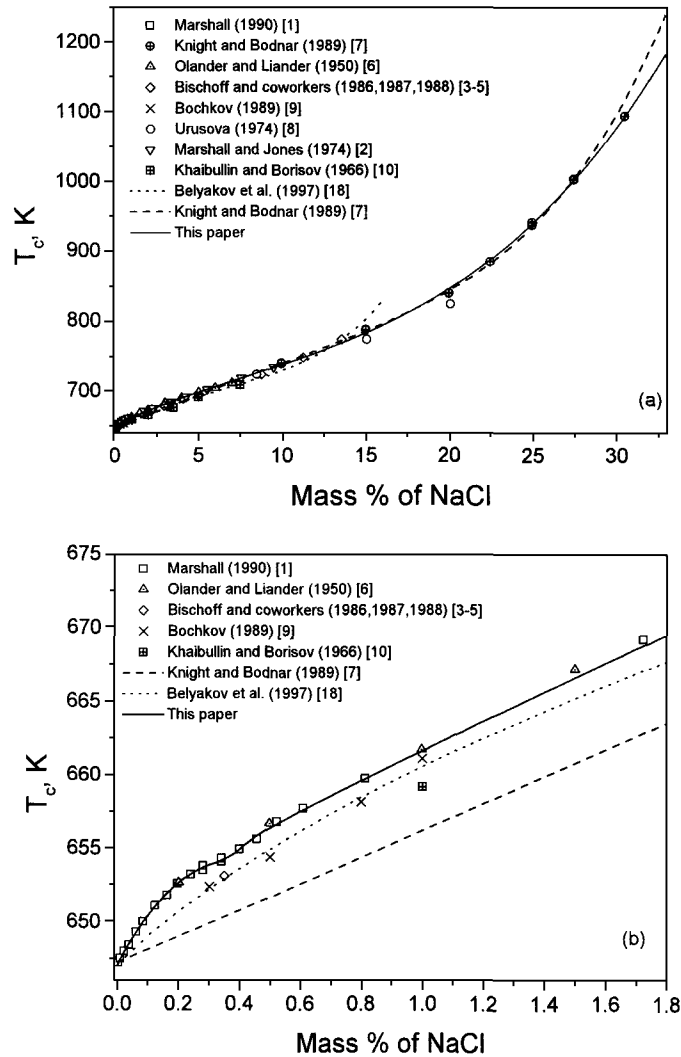 1200
1100
1000
900
800
700
T_c, K
Marshall (1990) [1]
Knight and Bodnar (1989) [7]
Olander and Liander (1950) [6]
Bischoff and coworkers (1986,1987,1988) [3-5]
Bochkov (1989) [9]
Urusova (1974) [8]
Marshall and Jones (1974) [2]
Khaibullin and Borisov (1966) [10]
Belyakov et al. (1997) [18]
Knight and Bodnar (1989) [7]
This paper
(a)
0 5 10 15 20 25 30
Mass % of NaCl
675
670
665
660
655
650
T_c, K
Marshall (1990) [1]
Olander and Liander (1950) [6]
Bischoff and coworkers (1986,1987,1988) [3-5]
Bochkov (1989) [9]
Khaibullin and Borisov (1966) [10]
Knight and Bodnar (1989) [7]
Belyakov et al. (1997) [18]
This paper
(b)
0.0 0.2 0.4 0.6 0.8 1.0 1.2 1.4 1.6 1.8
Mass % of NaCl